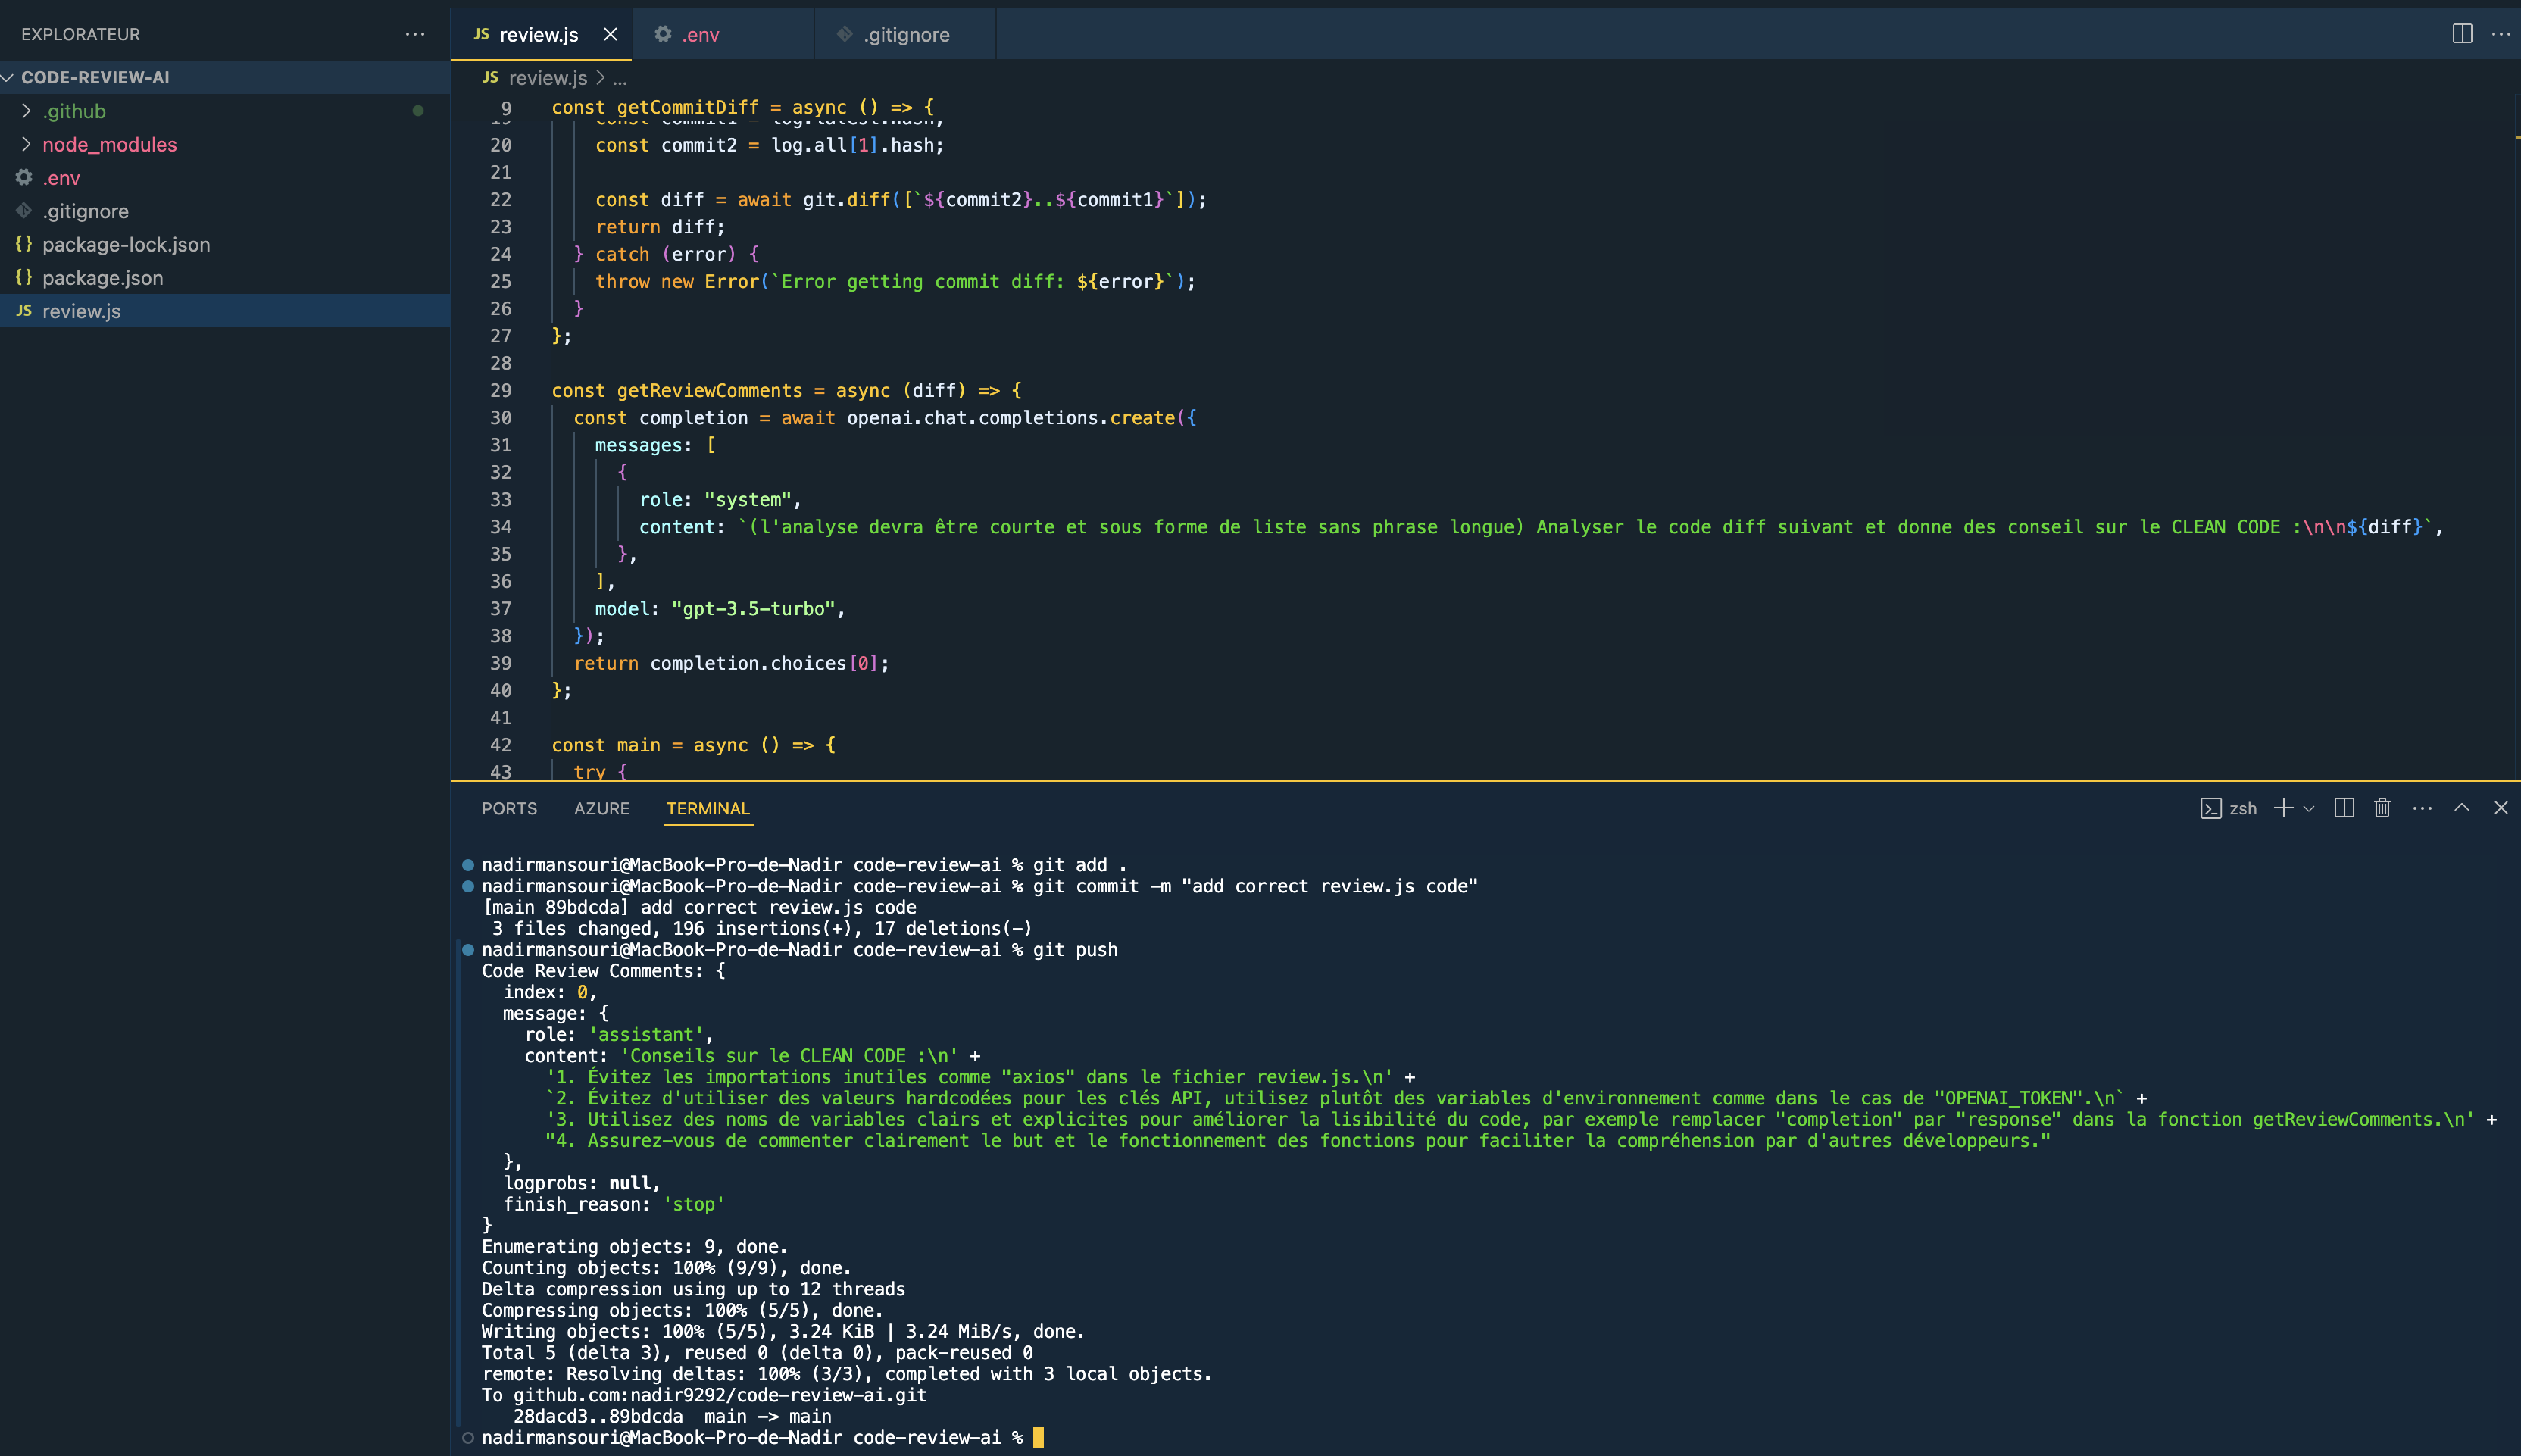 EXPLORATEUR
CODE-REVIEW-AI
.github
node_modules
.env
.gitignore
package-lock.json
package.json
JS review.js
JS review.js
.env
.gitignore
JS review.js > ...
9 const getCommitDiff = async () => {
19 const commit1 = log.latest.hash;
20 const commit2 = log.all[1].hash;
21
22 const diff = await git.diff([`${commit2}..${commit1}`]);
23 return diff;
24 } catch (error) {
25 throw new Error(`Error getting commit diff: ${error}`);
26 }
27 };
28
29 const getReviewComments = async (diff) => {
30 const completion = await openai.chat.completions.create({
31 messages: [
32 {
33 role: "system",
34 content: `(l'analyse devra être courte et sous forme de liste sans phrase longue) Analyser le code diff suivant et donne des conseil sur le CLEAN CODE :\n\n${diff}`,
35 },
36 ],
37 model: "gpt-3.5-turbo",
38 });
39 return completion.choices[0];
40 };
41
42 const main = async () => {
43 try {
PORTS AZURE TERMINAL
zsh
nadirmansouri@MacBook-Pro-de-Nadir code-review-ai % git add .
nadirmansouri@MacBook-Pro-de-Nadir code-review-ai % git commit -m "add correct review.js code"
[main 89bdcda] add correct review.js code
3 files changed, 196 insertions(+), 17 deletions(-)
nadirmansouri@MacBook-Pro-de-Nadir code-review-ai % git push
Code Review Comments: {
index: 0,
message: {
role: 'assistant',
content: 'Conseils sur le CLEAN CODE :\n' +
'1. Évitez les importations inutiles comme "axios" dans le fichier review.js.\n' +
`2. Évitez d'utiliser des valeurs hardcodées pour les clés API, utilisez plutôt des variables d'environnement comme dans le cas de "OPENAI_TOKEN".\n` +
'3. Utilisez des noms de variables clairs et explicites pour améliorer la lisibilité du code, par exemple remplacer "completion" par "response" dans la fonction getReviewComments.\n' +
"4. Assurez-vous de commenter clairement le but et le fonctionnement des fonctions pour faciliter la compréhension par d'autres développeurs."
},
logprobs: null,
finish_reason: 'stop'
}
Enumerating objects: 9, done.
Counting objects: 100% (9/9), done.
Delta compression using up to 12 threads
Compressing objects: 100% (5/5), done.
Writing objects: 100% (5/5), 3.24 KiB | 3.24 MiB/s, done.
Total 5 (delta 3), reused 0 (delta 0), pack-reused 0
remote: Resolving deltas: 100% (3/3), completed with 3 local objects.
To github.com:nadir9292/code-review-ai.git
28dacd3..89bdcda main -> main
nadirmansouri@MacBook-Pro-de-Nadir code-review-ai %